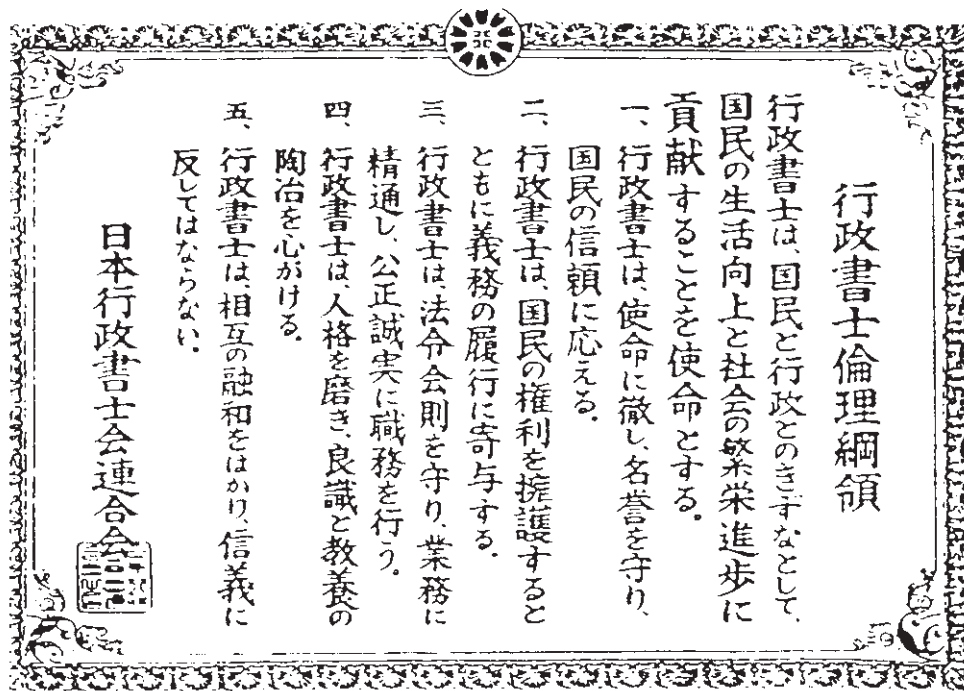 行政書士倫理綱領
行政書士は、国民と行政とのきずなとして、
国民の生活向上と社会の繁栄進歩に
貢献することを使命とする。
一、行政書士は、使命に徹し、名誉を守り、
国民の信頼に応える。
二、行政書士は、国民の権利を擁護すると
ともに義務の履行に寄与する。
三、行政書士は、法令会則を守り、業務に
精通し、公正誠実に職務を行う。
四、行政書士は、人格を磨き、良識と教養の
陶冶を心がける。
五、行政書士は、相互の融和をはかり、信義に
反してはならない。
日本行政書士会連合会